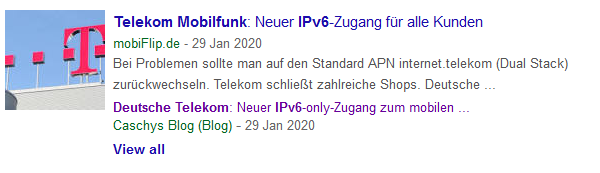 Telekom Mobilfunk: Neuer IPv6-Zugang für alle Kunden
mobiFlip.de - 29 Jan 2020
Bei Problemen sollte man auf den Standard APN internet.telekom (Dual Stack)
zurückwechseln. Telekom schließt zahlreiche Shops. Deutsche ...
Deutsche Telekom: Neuer IPv6-only-Zugang zum mobilen ...
Caschys Blog (Blog) - 29 Jan 2020
View all